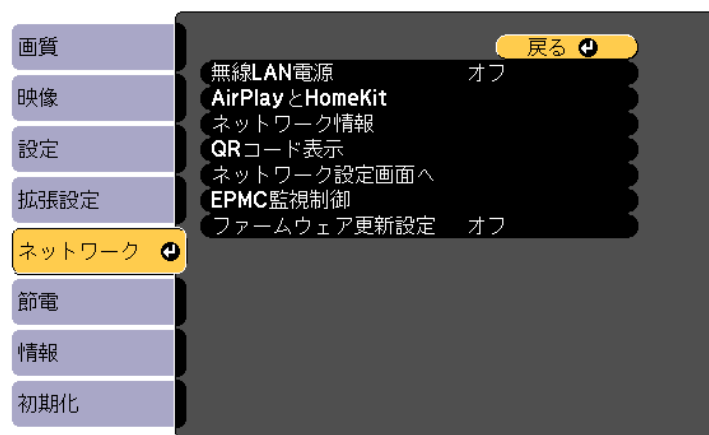 画質
映像
設定
拡張設定
ネットワーク
節電
情報
初期化
戻る
無線LAN電源 オフ
AirPlayとHomeKit
ネットワーク情報
QRコード表示
ネットワーク設定画面へ
EPMC監視制御
ファームウェア更新設定 オフ